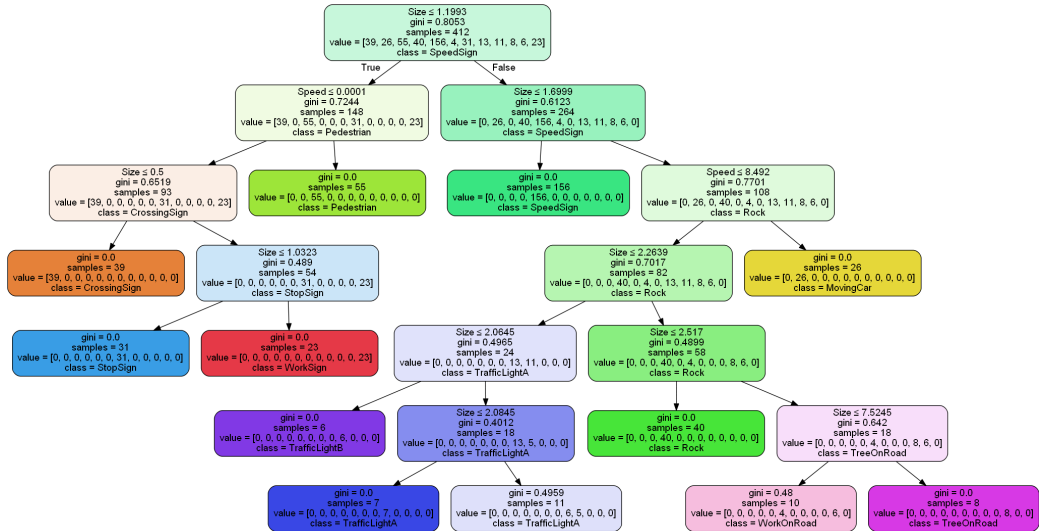 Size ≤ 1.1993
gini = 0.8053
samples = 412
value = [39, 26, 55, 40, 156, 4, 31, 13, 11, 8, 6, 23]
class = SpeedSign
True
False
Speed ≤ 0.0001
gini = 0.7244
samples = 148
value = [39, 0, 55, 0, 0, 0, 31, 0, 0, 0, 0, 23]
class = Pedestrian
Size ≤ 1.6999
gini = 0.6123
samples = 264
value = [0, 26, 0, 40, 156, 4, 0, 13, 11, 8, 6, 0]
class = SpeedSign
Size ≤ 0.5
gini = 0.6519
samples = 93
value = [39, 0, 0, 0, 0, 0, 31, 0, 0, 0, 0, 23]
class = CrossingSign
gini = 0.0
samples = 55
value = [0, 0, 55, 0, 0, 0, 0, 0, 0, 0, 0, 0]
class = Pedestrian
gini = 0.0
samples = 156
value = [0, 0, 0, 0, 156, 0, 0, 0, 0, 0, 0, 0]
class = SpeedSign
Speed ≤ 8.492
gini = 0.7701
samples = 108
value = [0, 26, 0, 40, 0, 4, 0, 13, 11, 8, 6, 0]
class = Rock
gini = 0.0
samples = 39
value = [39, 0, 0, 0, 0, 0, 0, 0, 0, 0, 0, 0]
class = CrossingSign
Size ≤ 1.0323
gini = 0.489
samples = 54
value = [0, 0, 0, 0, 0, 0, 31, 0, 0, 0, 0, 23]
class = StopSign
Size ≤ 2.2639
gini = 0.7017
samples = 82
value = [0, 0, 0, 40, 0, 4, 0, 13, 11, 8, 6, 0]
class = Rock
gini = 0.0
samples = 26
value = [0, 26, 0, 0, 0, 0, 0, 0, 0, 0, 0, 0]
class = MovingCar
gini = 0.0
samples = 31
value = [0, 0, 0, 0, 0, 0, 31, 0, 0, 0, 0, 0]
class = StopSign
gini = 0.0
samples = 23
value = [0, 0, 0, 0, 0, 0, 0, 0, 0, 0, 0, 23]
class = WorkSign
Size ≤ 2.0645
gini = 0.4965
samples = 24
value = [0, 0, 0, 0, 0, 0, 0, 13, 11, 0, 0, 0]
class = TrafficLightA
Size ≤ 2.517
gini = 0.4899
samples = 58
value = [0, 0, 0, 40, 0, 4, 0, 0, 0, 8, 6, 0]
class = Rock
gini = 0.0
samples = 6
value = [0, 0, 0, 0, 0, 0, 0, 0, 6, 0, 0, 0]
class = TrafficLightB
Size ≤ 2.0845
gini = 0.4012
samples = 18
value = [0, 0, 0, 0, 0, 0, 0, 13, 5, 0, 0, 0]
class = TrafficLightA
gini = 0.0
samples = 40
value = [0, 0, 0, 40, 0, 0, 0, 0, 0, 0, 0, 0]
class = Rock
Size ≤ 7.5245
gini = 0.642
samples = 18
value = [0, 0, 0, 0, 0, 4, 0, 0, 0, 8, 6, 0]
class = TreeOnRoad
gini = 0.0
samples = 7
value = [0, 0, 0, 0, 0, 0, 0, 7, 0, 0, 0, 0]
class = TrafficLightA
gini = 0.4959
samples = 11
value = [0, 0, 0, 0, 0, 0, 0, 6, 5, 0, 0, 0]
class = TrafficLightA
gini = 0.48
samples = 10
value = [0, 0, 0, 0, 0, 4, 0, 0, 0, 0, 6, 0]
class = WorkOnRoad
gini = 0.0
samples = 8
value = [0, 0, 0, 0, 0, 0, 0, 0, 0, 8, 0, 0]
class = TreeOnRoad